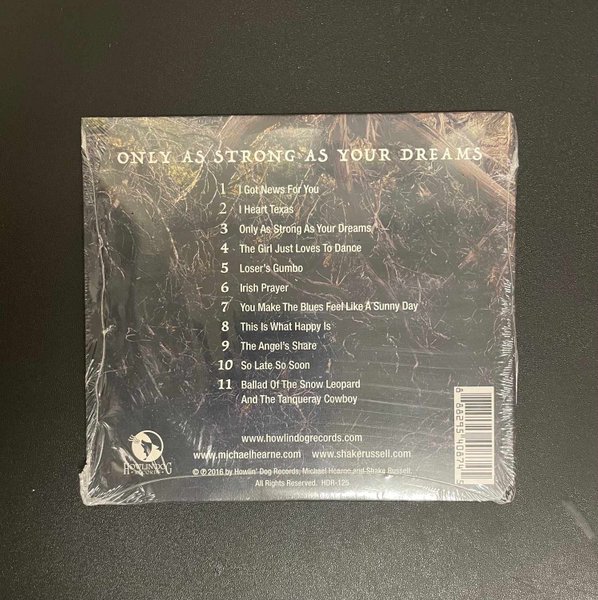 ONLY AS STRONG AS YOUR DREAMS
1 I Got News For You
2 I Heart Texas
3 Only As Strong As Your Dreams
4 The Girl Just Loves To Dance
5 Loser's Gumbo
6 Irish Prayer
7 You Make The Blues Feel Like A Sunny Day
8 This Is What Happy Is
9 The Angel's Share
10 So Late So Soon
11 Ballad Of The Snow Leopard
And The Tanqueray Cowboy
www.howlindogrecords.com
www.michaelhearne.com www.shakerussell.com
© ℗ 2016 by Howlin' Dog Records, Michael Hearne and Shake Russell.
All Rights Reserved. HDR-125
HOWLIN DOG
RECORDS